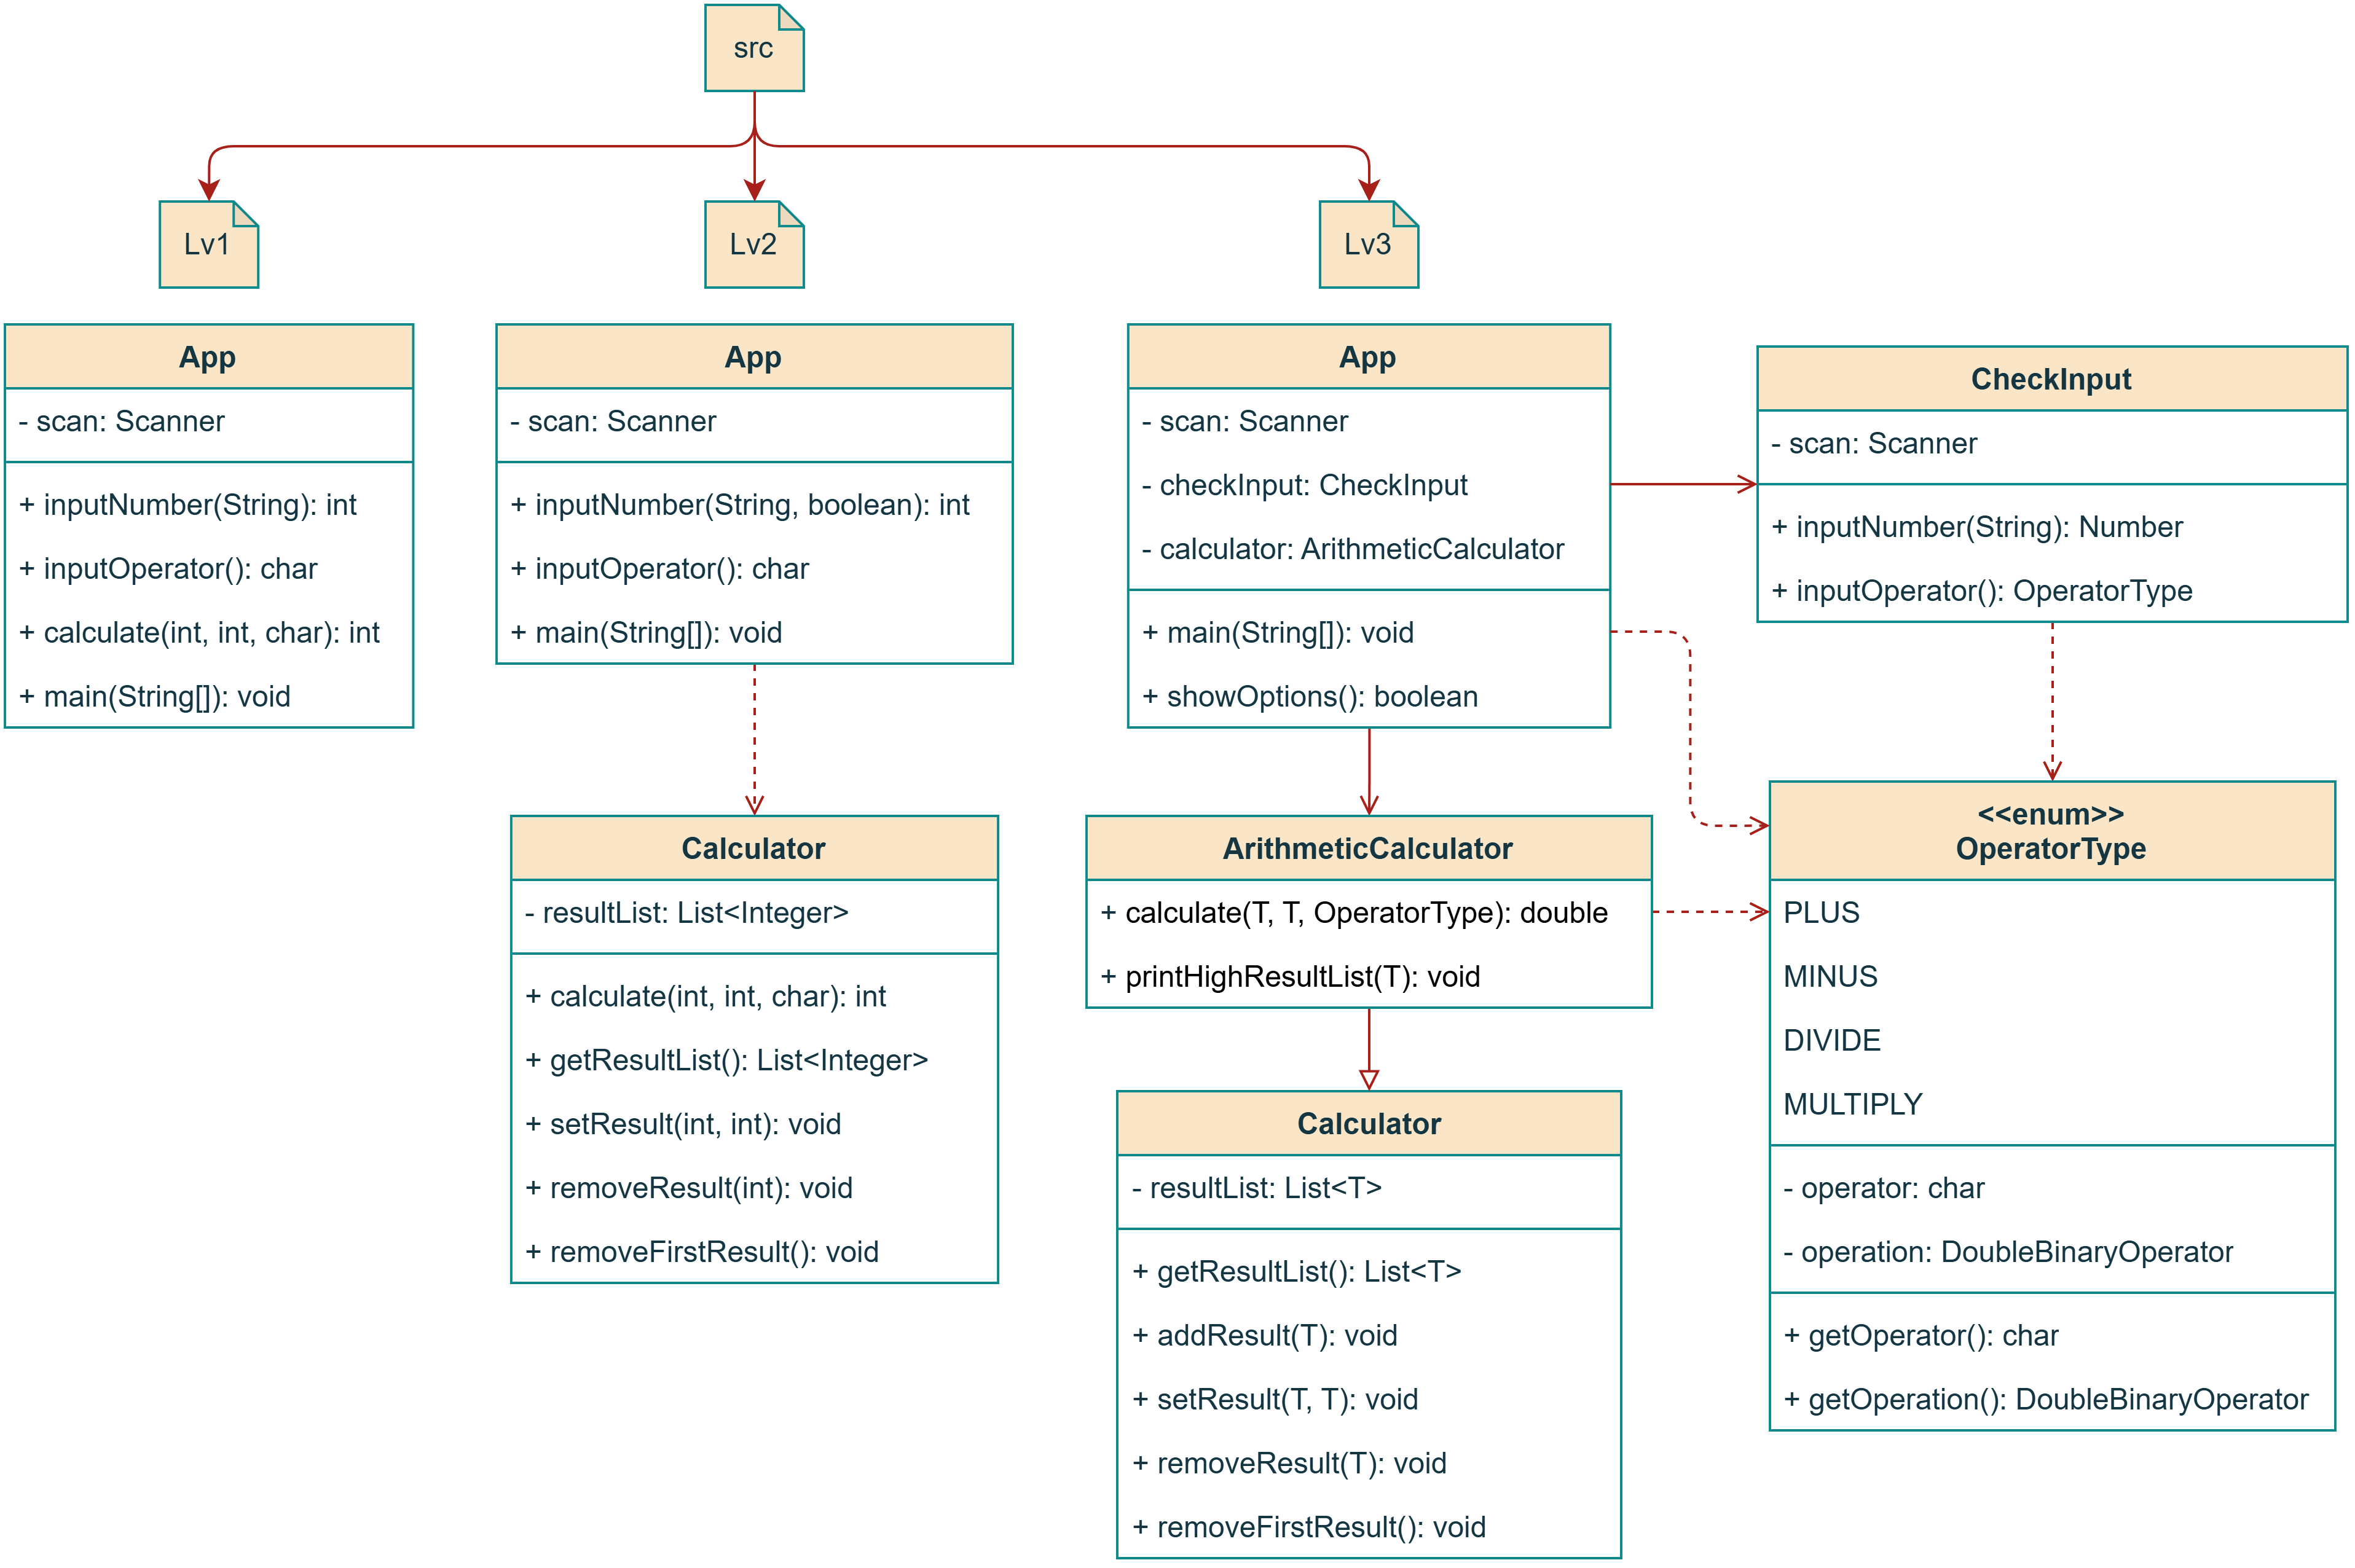 src
Lv1
Lv2
Lv3
App
- scan: Scanner
+ inputNumber(String): int
+ inputOperator(): char
+ calculate(int, int, char): int
+ main(String[]): void
App
- scan: Scanner
+ inputNumber(String, boolean): int
+ inputOperator(): char
+ main(String[]): void
Calculator
- resultList: List<Integer>
+ calculate(int, int, char): int
+ getResultList(): List<Integer>
+ setResult(int, int): void
+ removeResult(int): void
+ removeFirstResult(): void
App
- scan: Scanner
- checkInput: CheckInput
- calculator: ArithmeticCalculator
+ main(String[]): void
+ showOptions(): boolean
ArithmeticCalculator
+ calculate(T, T, OperatorType): double
+ printHighResultList(T): void
Calculator
- resultList: List<T>
+ getResultList(): List<T>
+ addResult(T): void
+ setResult(T, T): void
+ removeResult(T): void
+ removeFirstResult(): void
CheckInput
- scan: Scanner
+ inputNumber(String): Number
+ inputOperator(): OperatorType
<<enum>>
OperatorType
PLUS
MINUS
DIVIDE
MULTIPLY
- operator: char
- operation: DoubleBinaryOperator
+ getOperator(): char
+ getOperation(): DoubleBinaryOperator